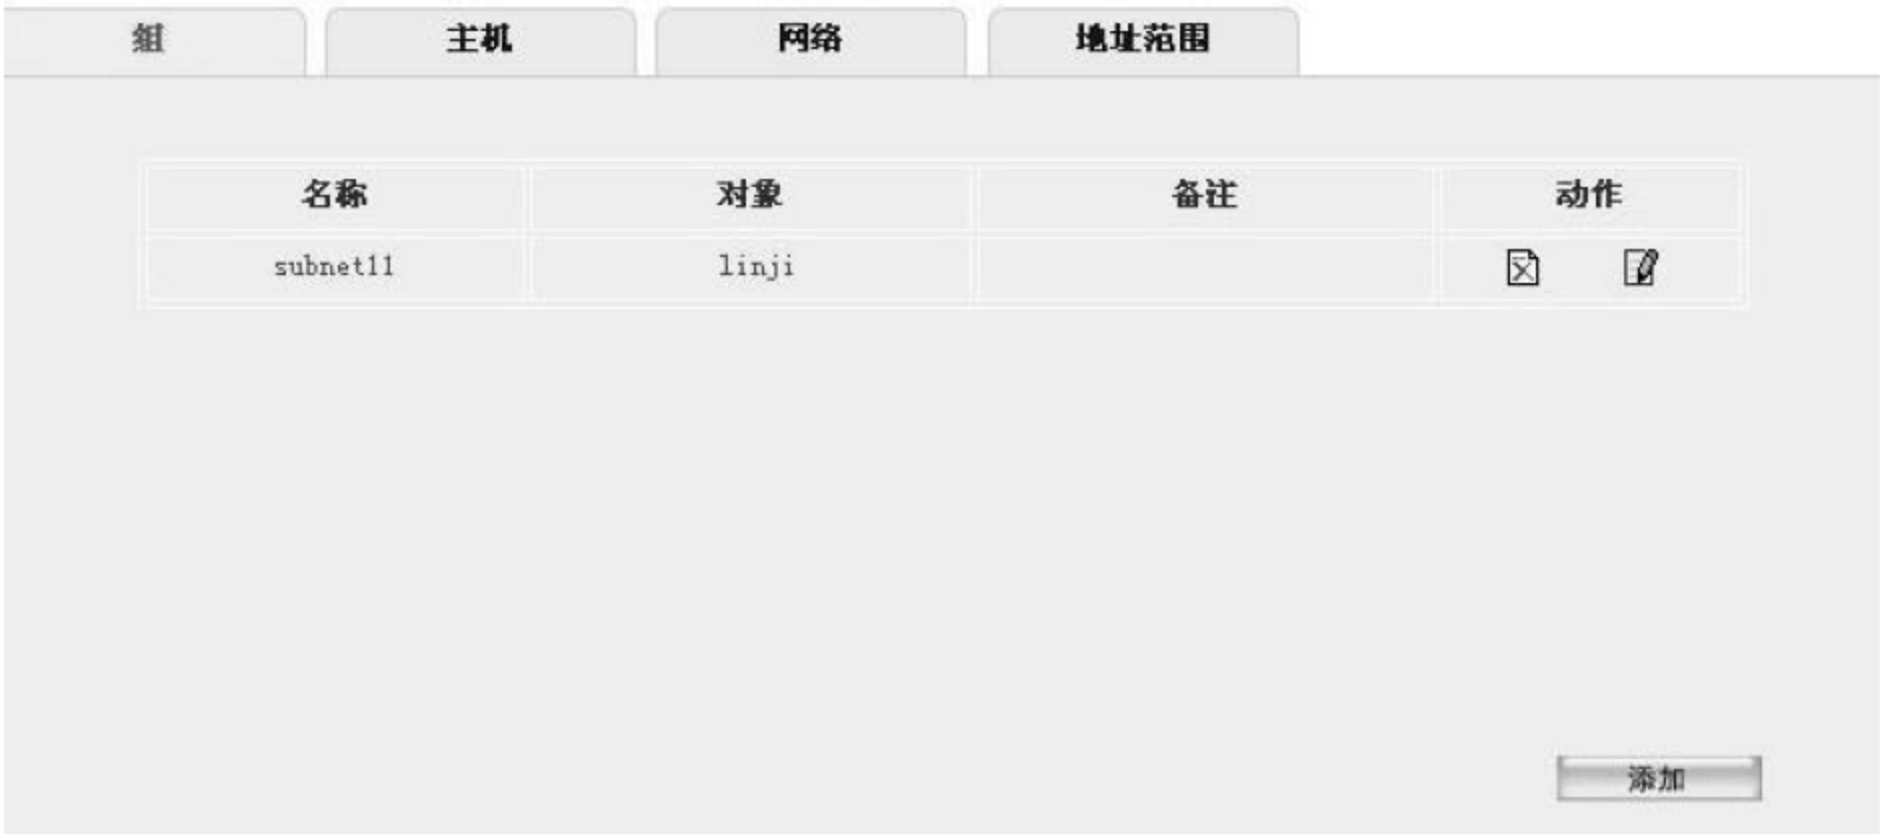 组 主机 网络 地址范围
名称 对象 备注 动作
subnet11 linji
添加